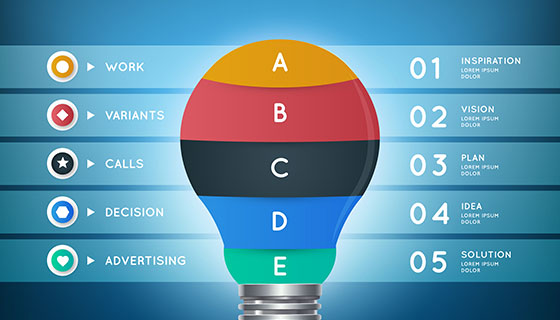 WORK
A
01
INSPIRATION
LOREM IPSUM
DOLOR
VARIANTS
B
02
VISION
LOREM IPSUM
DOLOR
CALLS
C
03
PLAN
LOREM IPSUM
DOLOR
DECISION
D
04
IDEA
LOREM IPSUM
DOLOR
ADVERTISING
E
05
SOLUTION
LOREM IPSUM
DOLOR